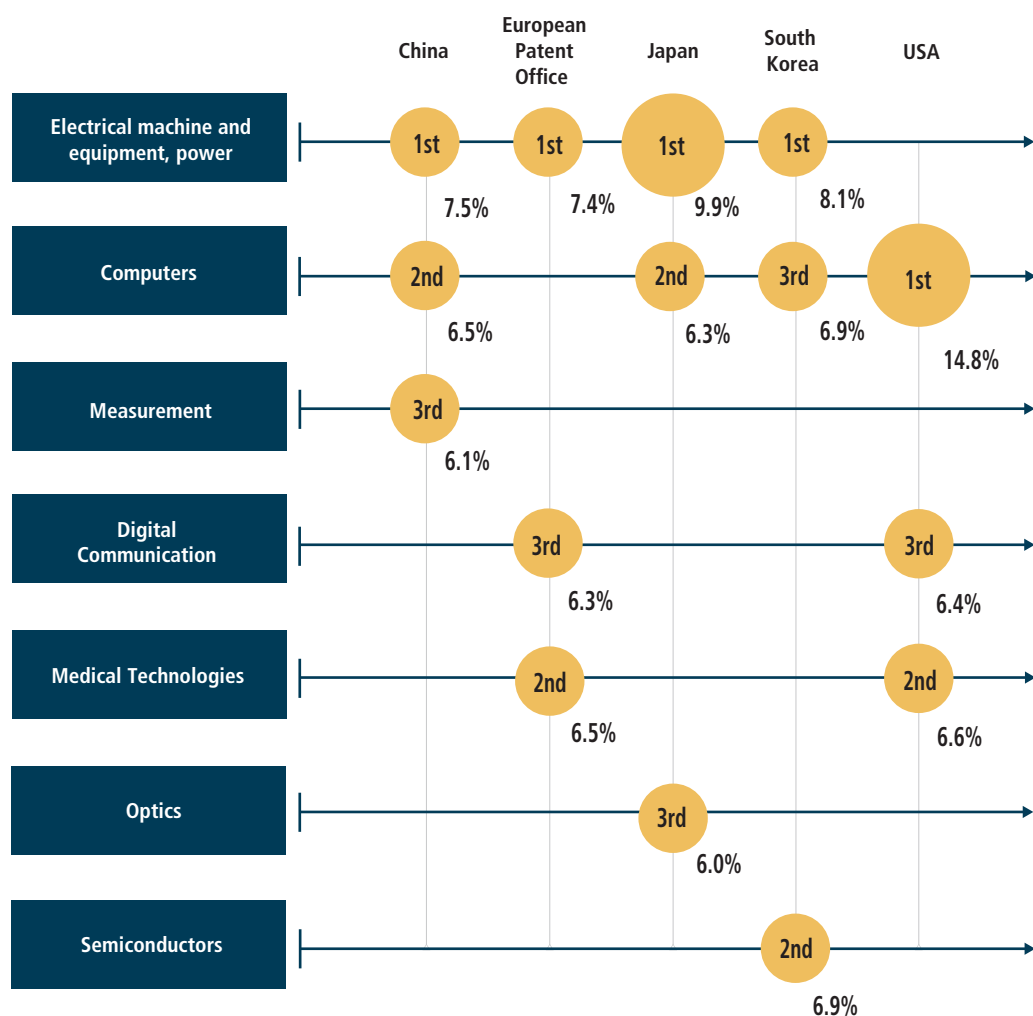 China
European
Patent
Office
Japan
South
Korea
USA
Electrical machine and
equipment, power
1st
1st
1st
1st
7.5%
7.4%
9.9%
8.1%
Computers
2nd
2nd
3rd
1st
6.5%
6.3%
6.9%
14.8%
Measurement
3rd
6.1%
Digital
Communication
3rd
3rd
6.3%
6.4%
Medical Technologies
2nd
2nd
6.5%
6.6%
Optics
3rd
6.0%
Semiconductors
2nd
6.9%